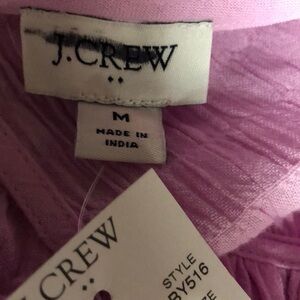 J.CREW
M
MADE IN
INDIA
J.CREW
STYLE
BY516